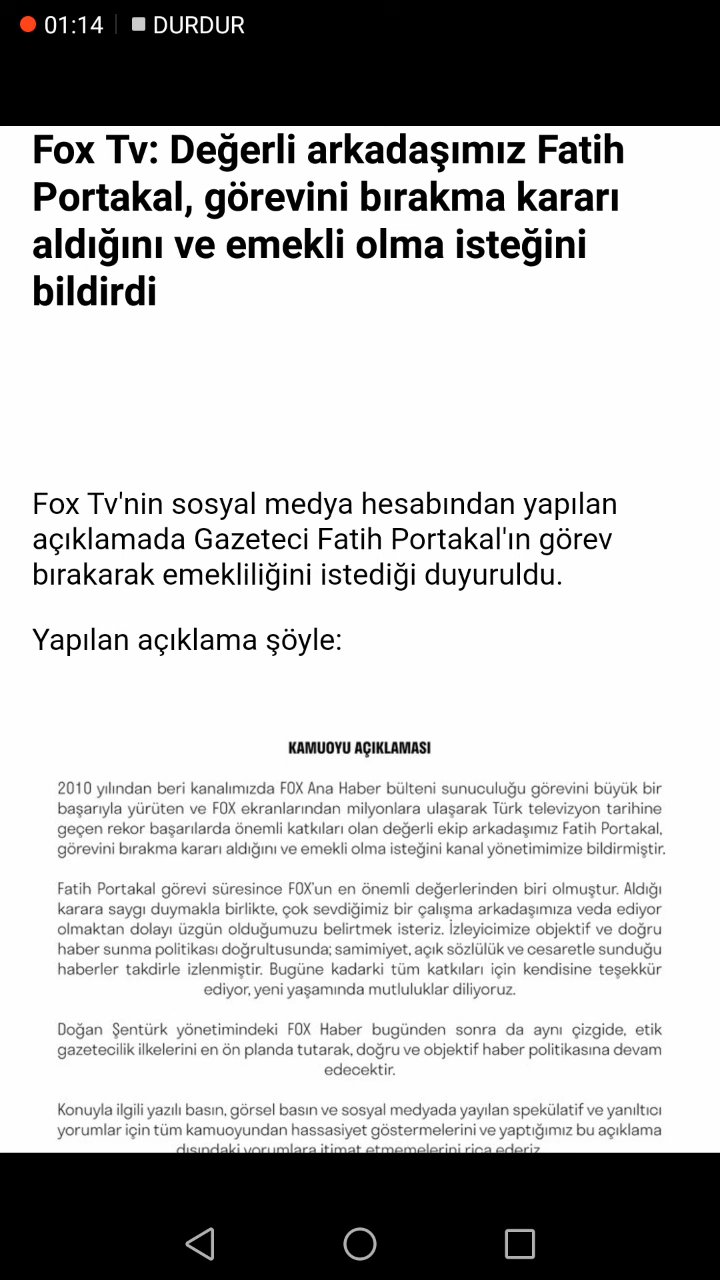 01:14 DURDUR
Fox Tv: Değerli arkadaşımız Fatih
Portakal, görevini bırakma kararı
aldığını ve emekli olma isteğini
bildirdi
Fox Tv'nin sosyal medya hesabından yapılan
açıklamada Gazeteci Fatih Portakal'ın görev
bırakarak emekliliğini istediği duyuruldu.
Yapılan açıklama şöyle:
KAMUOYU AÇIKLAMASI
2010 yılından beri kanalımızda FOX Ana Haber bülteni sunuculuğu görevini büyük bir
başarıyla yürüten ve FOX ekranlarından milyonlara ulaşarak Türk televizyon tarihine
geçen rekor başarılarda önemli katkıları olan değerli ekip arkadaşımız Fatih Portakal,
görevini bırakma kararı aldığını ve emekli olma isteğini kanal yönetimimize bildirmiştir.
Fatih Portakal görevi süresince FOX'un en önemli değerlerinden biri olmuştur. Aldığı
karara saygı duymakla birlikte, çok sevdiğimiz bir çalışma arkadaşımıza veda ediyor
olmaktan dolayı üzgün olduğumuzu belirtmek isteriz. İzleyicimize objektif ve doğru
haber sunma politikası doğrultusunda; samimiyet, açık sözlülük ve cesaretle sunduğu
haberler takdirle izlenmiştir. Bugüne kadarki tüm katkıları için kendisine teşekkür
ediyor, yeni yaşamında mutluluklar diliyoruz.
Doğan Şentürk yönetimindeki FOX Haber bugünden sonra da aynı çizgide, etik
gazetecilik ilkelerini en ön planda tutarak, doğru ve objektif haber politikasına devam
edecektir.
Konuyla ilgili yazılı basın, görsel basın ve sosyal medyada yayılan spekülatif ve yanıltıcı
yorumlar için tüm kamuoyundan hassasiyet göstermelerini ve yaptığımız bu açıklama
dışındaki yorumlara itimat etmemelerini rica ederiz.